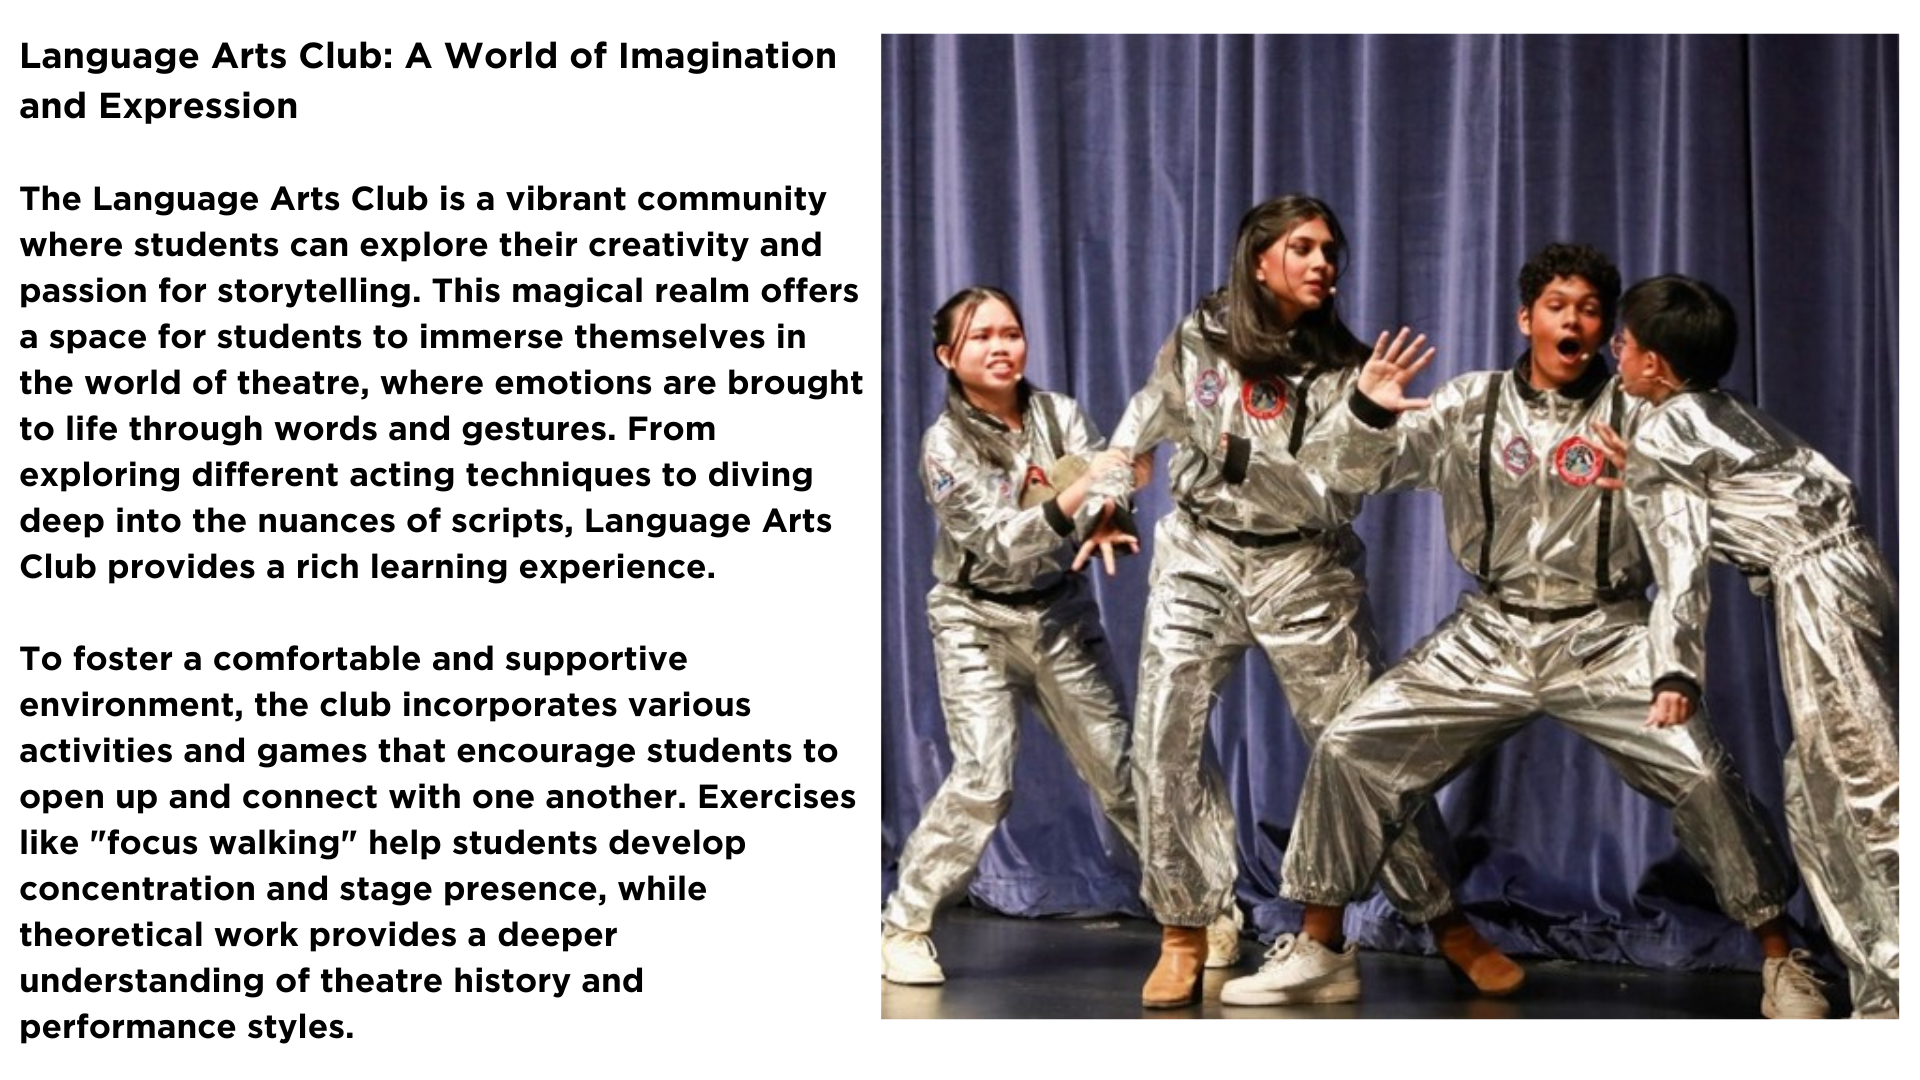 Language Arts Club: A World of Imagination
and Expression
The Language Arts Club is a vibrant community
where students can explore their creativity and
passion for storytelling. This magical realm offers
a space for students to immerse themselves in
the world of theatre, where emotions are brought
to life through words and gestures. From
exploring different acting techniques to diving
deep into the nuances of scripts, Language Arts
Club provides a rich learning experience.
To foster a comfortable and supportive
environment, the club incorporates various
activities and games that encourage students to
open up and connect with one another. Exercises
like "focus walking" help students develop
concentration and stage presence, while
theoretical work provides a deeper
understanding of theatre history and
performance styles.